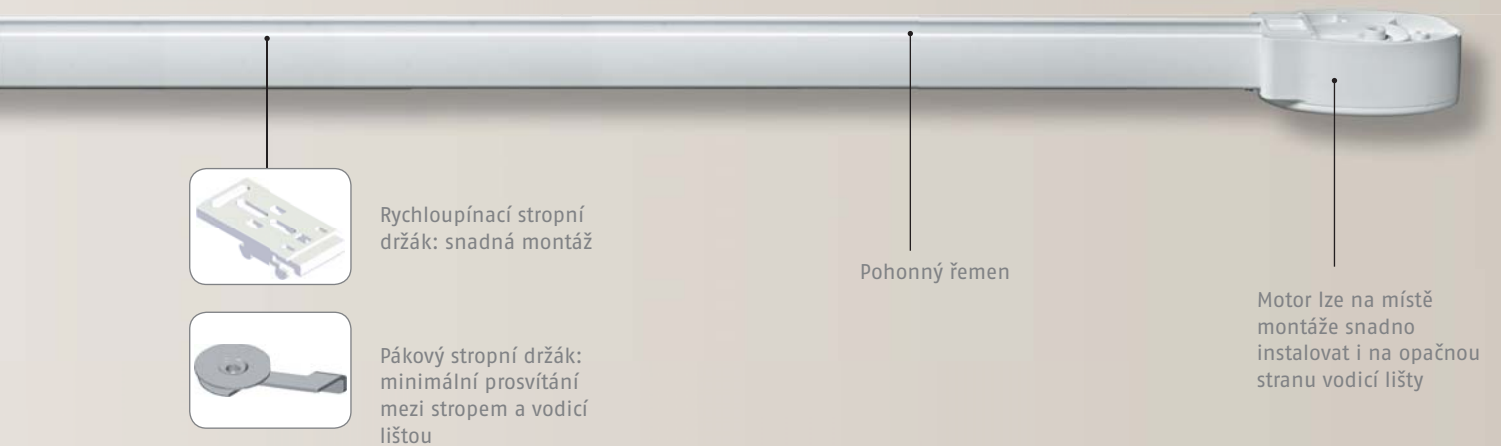 Rychloupínací stropní
držák: snadná montáž
Pákový stropní držák:
minimální prosvítání
mezi stropem a vodicí
lištou
Pohonný řemen
Motor lze na místě
montáže snadno
instalovat i na opačnou
stranu vodicí lišty